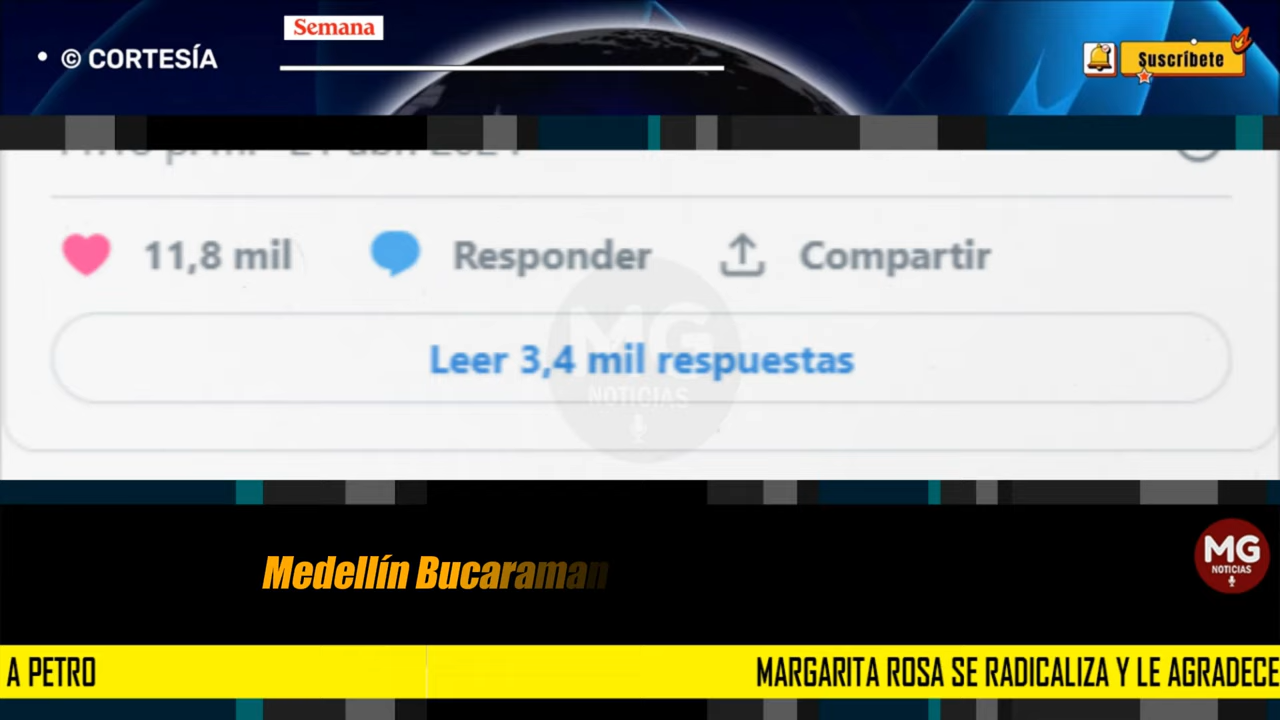 Semana
• © CORTESÍA
Suscríbete
11,8 mil Responder Compartir
Leer 3,4 mil respuestas
MG
NOTICIAS
Medellín Bucaraman
MG
NOTICIAS
A PETRO MARGARITA ROSA SE RADICALIZA Y LE AGRADECE